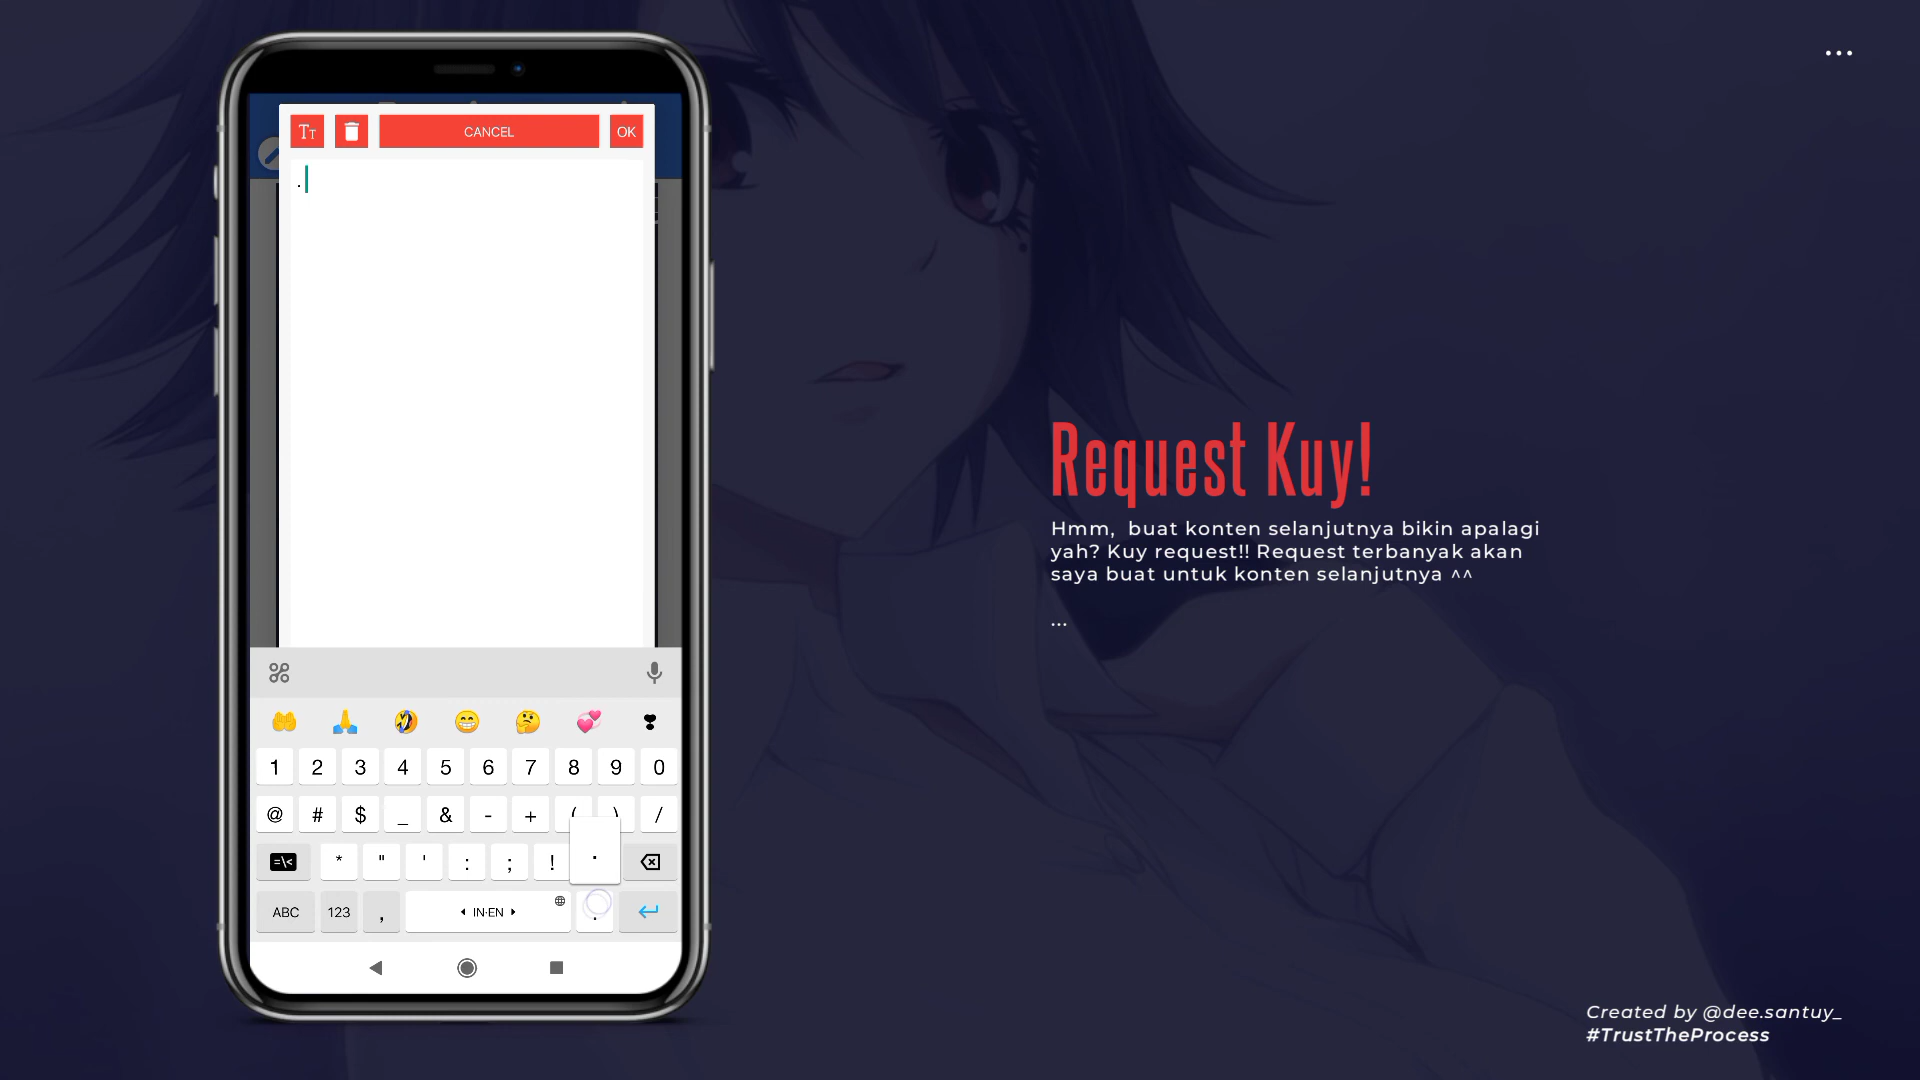 ...
Tт
CANCEL
OK
.
Request Kuy!
Hmm,  buat konten selanjutnya bikin apalagi
yah? Kuy request!! Request terbanyak akan
saya buat untuk konten selanjutnya ^^
...
1 2 3 4 5 6 7 8 9 0
@ # $ _ & - + ( ) /
=\< * " ' : ; ! .
ABC 123 , IN·EN .
Created by @dee.santuy_
#TrustTheProcess